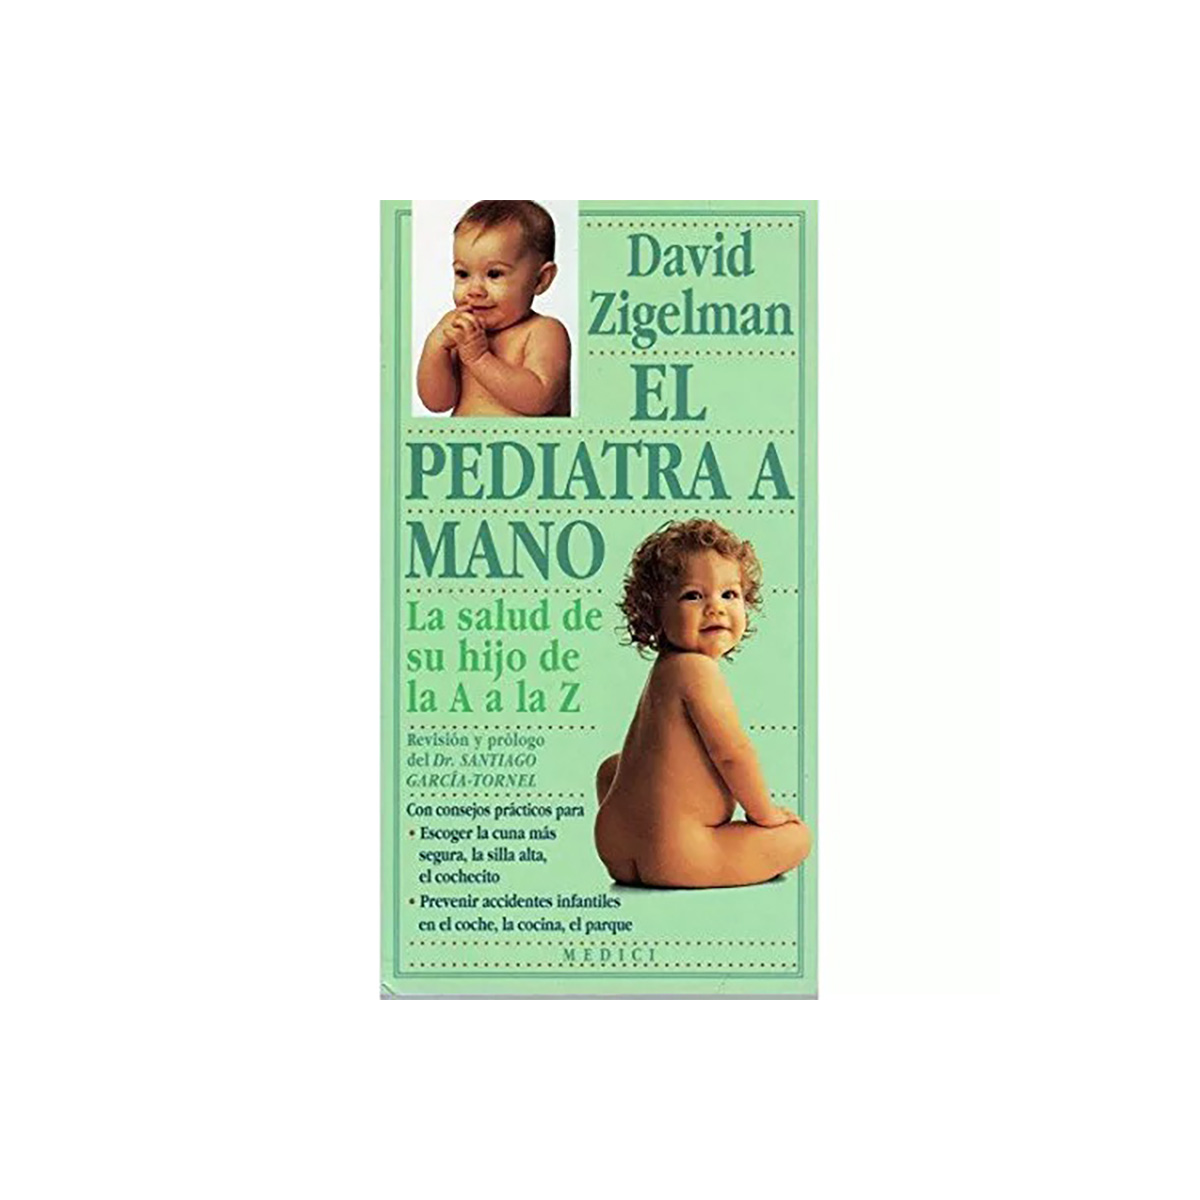 David
Zigelman
EL
PEDIATRA A
MANO
La salud de
su hijo de
la A a la Z
Revisión y prólogo
del Dr. SANTIAGO
GARCÍA-TORNEL
Con consejos prácticos para
• Escoger la cuna más
segura, la silla alta,
el cochecito
• Prevenir accidentes infantiles
en el coche, la cocina, el parque
MEDICI